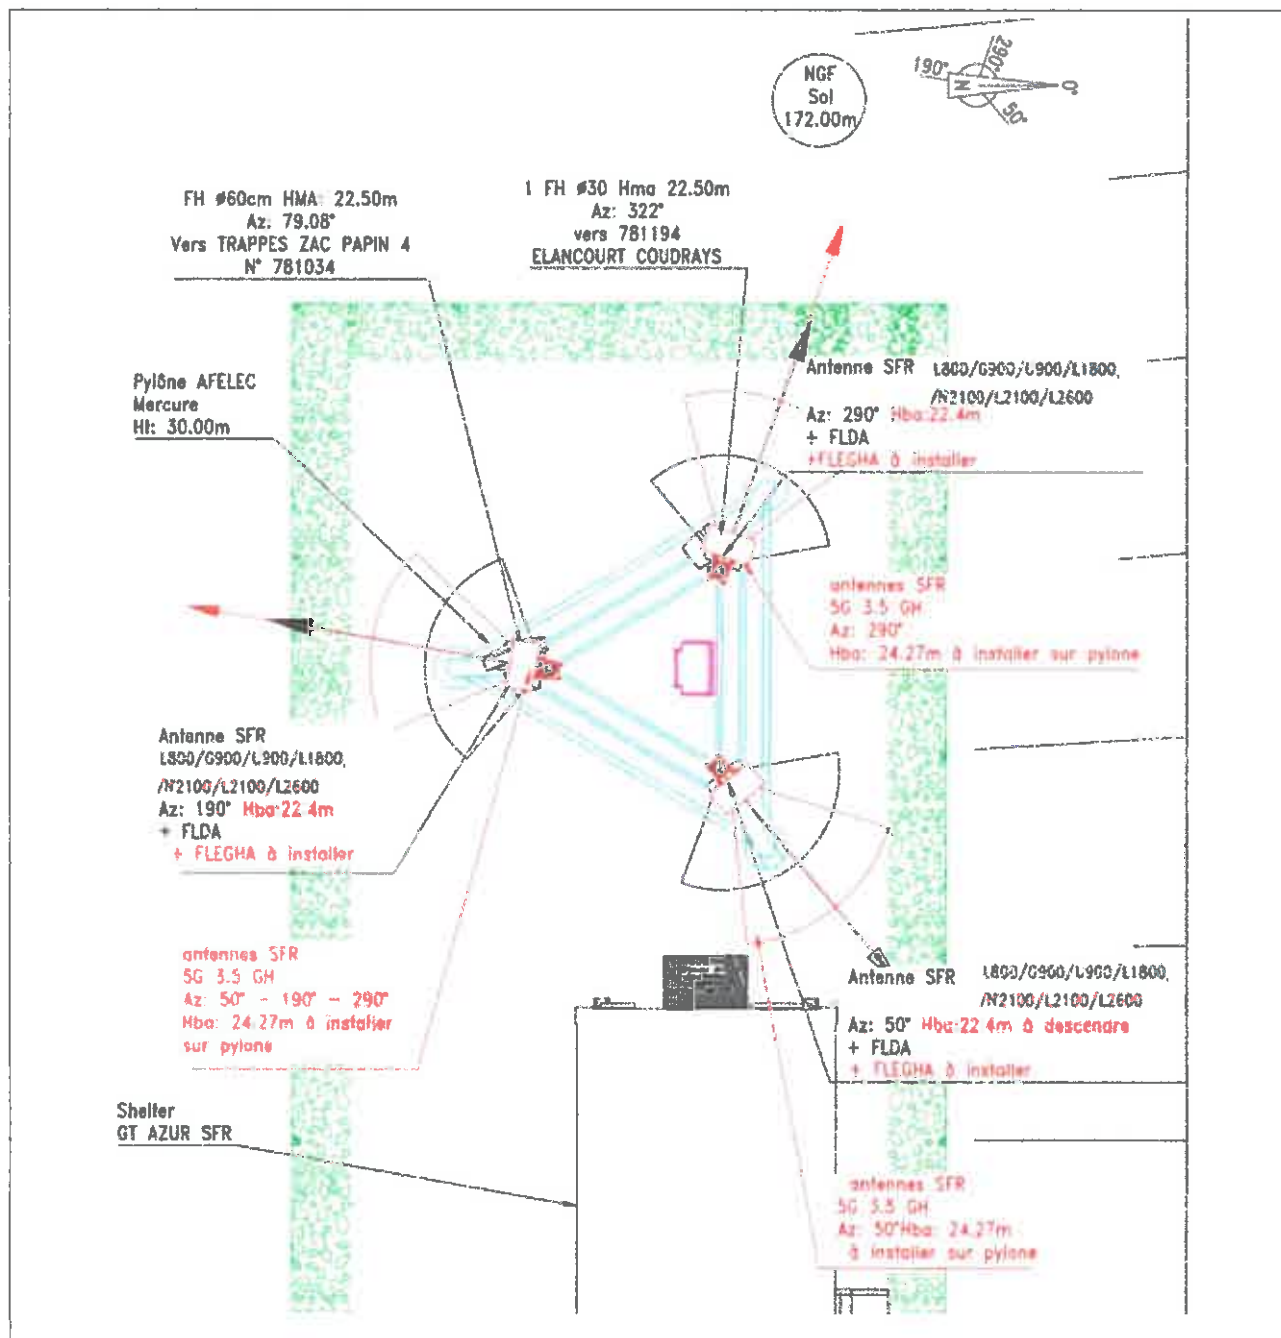 NGF
Sol
172.00m
190°
290°
N
0°
50°
FH ø60cm HMA: 22.50m
Az: 79.08°
Vers TRAPPES ZAC PAPIN 4
N° 781034
1 FH ø30 Hma 22.50m
Az: 322°
vers 781194
ELANCOURT COUDRAYS
Pylône AFELEC
Mercure
Ht: 30.00m
Antenne SFR L800/G900/U900/L1800,
/N2100/L2100/L2600
Az: 290° Hba:22.4m
+ FLDA
+FLEGHA à installer
antennes SFR
5G 3.5 GH
Az: 290°
Hba: 24.27m à installer sur pylone
Antenne SFR
L800/G900/U900/L1800,
/N2100/L2100/L2600
Az: 190° Hba:22.4m
+ FLDA
+ FLEGHA à installer
antennes SFR
5G 3.5 GH
Az: 50° - 190° - 290°
Hba: 24.27m à installer
sur pylone
Antenne SFR L800/G900/U900/L1800,
/N2100/L2100/L2600
Az: 50° Hba:22.4m à descendre
+ FLDA
+ FLEGHA à installer
Shelter
GT AZUR SFR
antennes SFR
5G 3.5 GH
Az: 50°Hba: 24.27m
à installer sur pylone